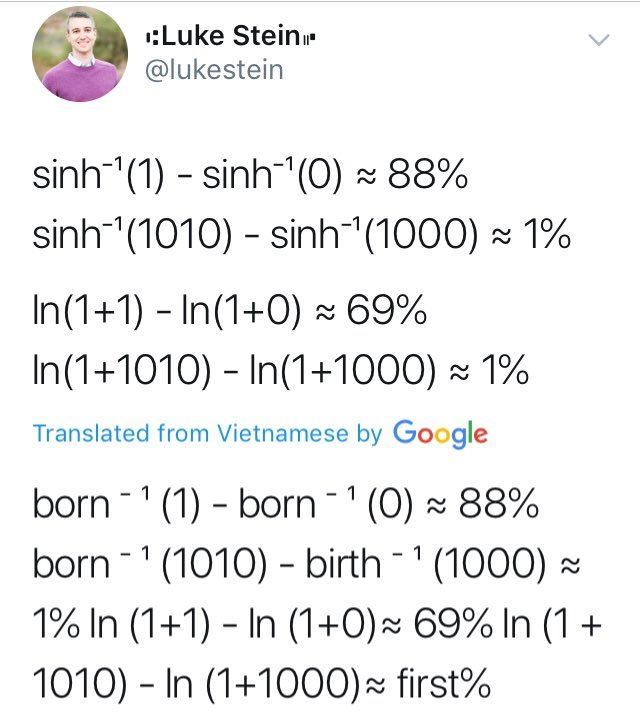 ⑆Luke Stein⑈
@lukestein
sinh⁻¹(1) - sinh⁻¹(0) ≈ 88%
sinh⁻¹(1010) - sinh⁻¹(1000) ≈ 1%
ln(1+1) - ln(1+0) ≈ 69%
ln(1+1010) - ln(1+1000) ≈ 1%
Translated from Vietnamese by Google
born ⁻ ¹ (1) - born ⁻ ¹ (0) ≈ 88%
born ⁻ ¹ (1010) - birth ⁻ ¹ (1000) ≈
1% ln (1+1) - ln (1+0)≈ 69% ln (1 +
1010) - ln (1+1000)≈ first%